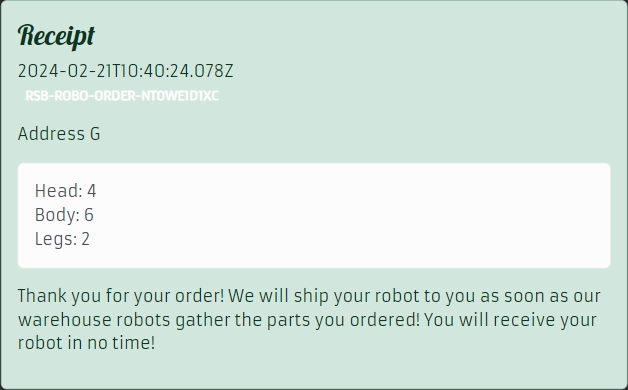 Receipt
2024-02-21T10:40:24.078Z
RSB-ROBO-ORDER-NT0WE1D1XC
Address G
Head: 4
Body: 6
Legs: 2
Thank you for your order! We will ship your robot to you as soon as our
warehouse robots gather the parts you ordered! You will receive your
robot in no time!